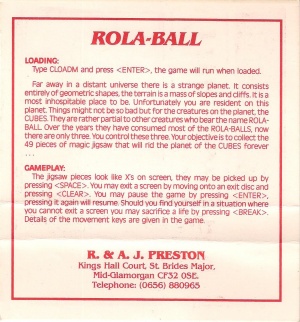 ROLA-BALL
LOADING:
Type CLOADM and press <ENTER>, the game will run when loaded.
Far away in a distant universe there is a strange planet. It consists
entirely of geometric shapes, the terrain is a mass of slopes and cliffs. It is a
most inhospitable place to be. Unfortunately you are resident on this
planet. Things might not be so bad but for the creatures on the planet, the
CUBES. They are rather partial to other creatures who bear the name ROLA-
BALL Over the years they have consumed most of the ROLA-BALLS, now
there are only three. You control these three. Your objective is to collect the
49 pieces of magic jigsaw that will rid the planet of the CUBES forever
...
GAMEPLAY:
The jigsaw pieces look like X's on screen, they may be picked up by
pressing <SPACE>. You may exit a screen by moving onto an exit disc and
pressing <CLEAR>. You may pause the game by pressing <ENTER>,
pressing it again will resume. Should you find yourself in a situation where
you cannot exit a screen you may sacrifice a life by pressing <BREAK>.
Details of the movement keys are given in the game.
R. & A. J. PRESTON
Kings Hall Court, St. Brides Major,
Mid-Glamorgan CF32 0SE.
Telephone: (0656) 880965